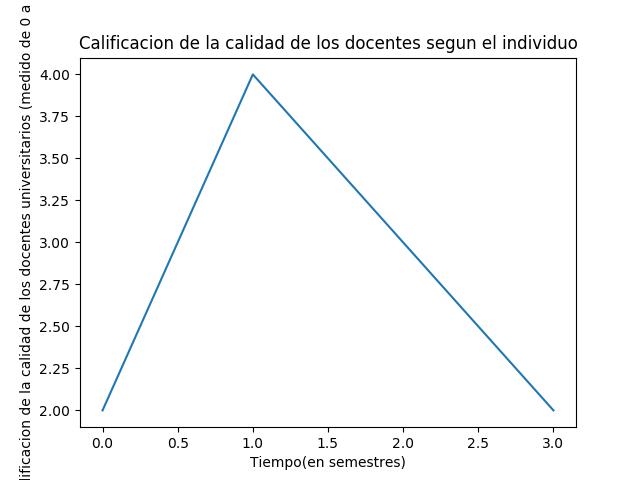 Calificacion de la calidad de los docentes segun el individuo
de la calidad de los docentes universitarios (medido de 0 a
4.00
3.75
3.50
3.25
3.00
2.75
2.50
2.25
2.00
0.0 0.5 1.0 1.5 2.0 2.5 3.0
Tiempo(en semestres)